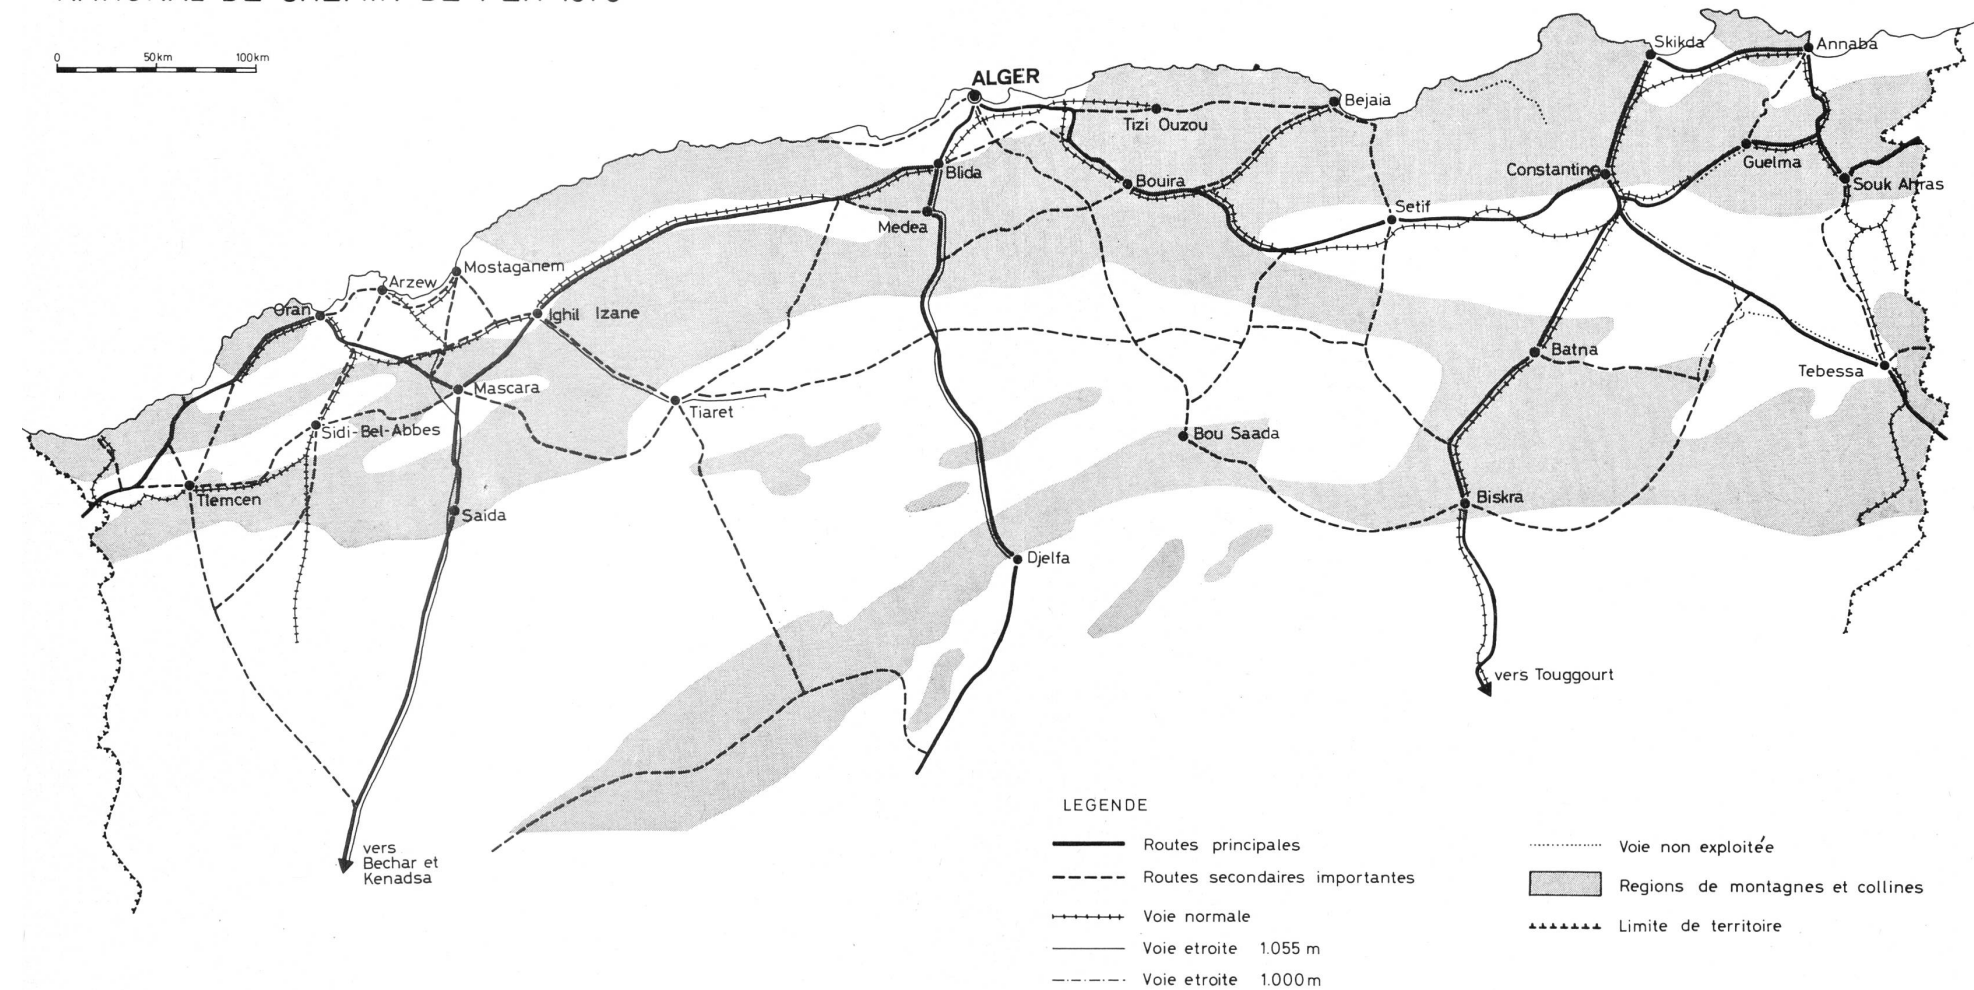 0 50km 100km
Skikda
Annaba
ALGER
Bejaia
Tizi Ouzou
Constantine
Guelma
Blida
Bouira
Souk Ahras
Setif
Medea
Mostaganem
Arzew
Oran
Ighil Izane
Batna
Tebessa
Mascara
Tiaret
Sidi-Bel-Abbes
Bou Saada
Tlemcen
Biskra
Saida
Djelfa
vers Touggourt
vers
Bechar et
Kenadsa
LEGENDE
Routes principales
Routes secondaires importantes
Voie normale
Voie etroite 1.055 m
Voie etroite 1.000 m
Voie non exploitée
Regions de montagnes et collines
Limite de territoire